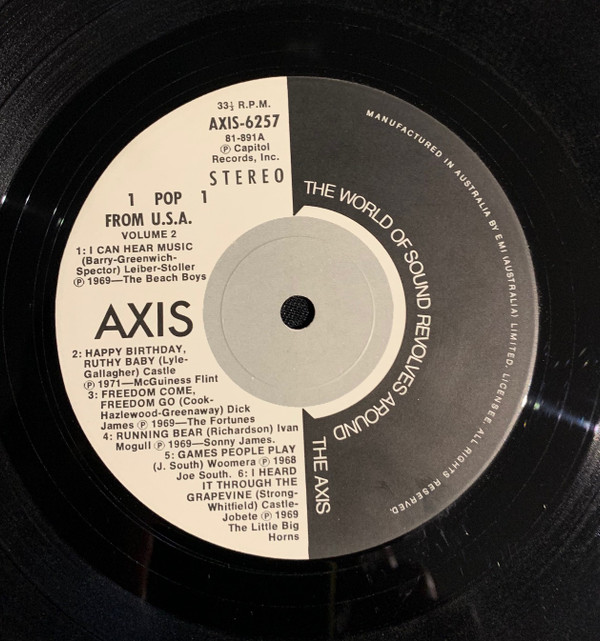 33⅓ R.P.M.
AXIS-6257
81-891A
Ⓟ Capitol
Records, Inc.
STEREO
1 POP 1
FROM U.S.A.
VOLUME 2
1: I CAN HEAR MUSIC
(Barry-Greenwich-
Spector) Leiber-Stoller
Ⓟ 1969—The Beach Boys
AXIS
2: HAPPY BIRTHDAY,
RUTHY BABY (Lyle-
Gallagher) Castle
Ⓟ 1971—McGuiness Flint
3: FREEDOM COME,
FREEDOM GO (Cook-
Hazlewood-Greenaway) Dick
James Ⓟ 1969—The Fortunes
4: RUNNING BEAR (Richardson) Ivan
Mogull Ⓟ 1969—Sonny James.
5: GAMES PEOPLE PLAY
(J. South) Woomera Ⓟ 1968
Joe South. 6: I HEARD
IT THROUGH THE
GRAPEVINE (Strong-
Whitfield) Castle-
Jobete Ⓟ 1969
The Little Big
Horns
THE WORLD OF SOUND REVOLVES AROUND
THE AXIS
MANUFACTURED IN AUSTRALIA BY EMI (AUSTRALIA) LIMITED. LICENSEE. ALL RIGHTS RESERVED.